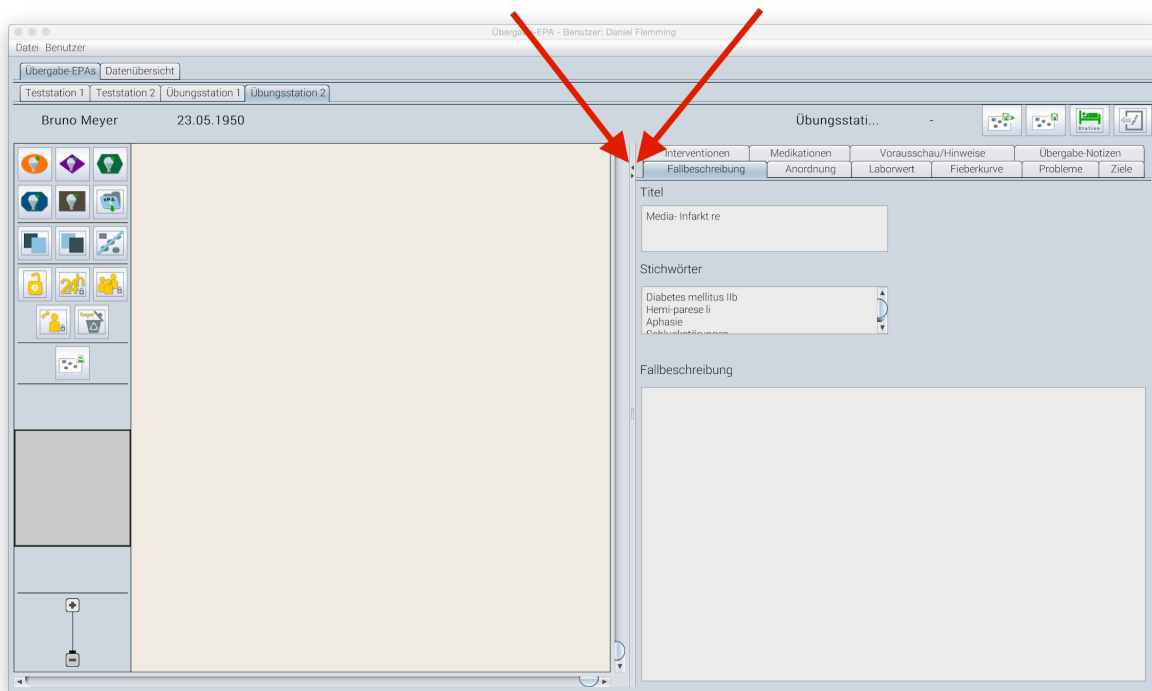 Übergabe-EPA - Benutzer: Daniel Flemming
Datei Benutzer
Übergabe-EPAs Datenübersicht
Teststation 1 Teststation 2 Übungsstation 1 Übungsstation 2
Bruno Meyer 23.05.1950 Übungsstati... -
Station
Interventionen Medikationen Vorausschau/Hinweise Übergabe-Notizen
Fallbeschreibung Anordnung Laborwert Fieberkurve Probleme Ziele
Titel
Media- Infarkt re
Stichwörter
Diabetes mellitus IIb
Hemi-parese li
Aphasie
Schluckstörungen
24h
Fallbeschreibung